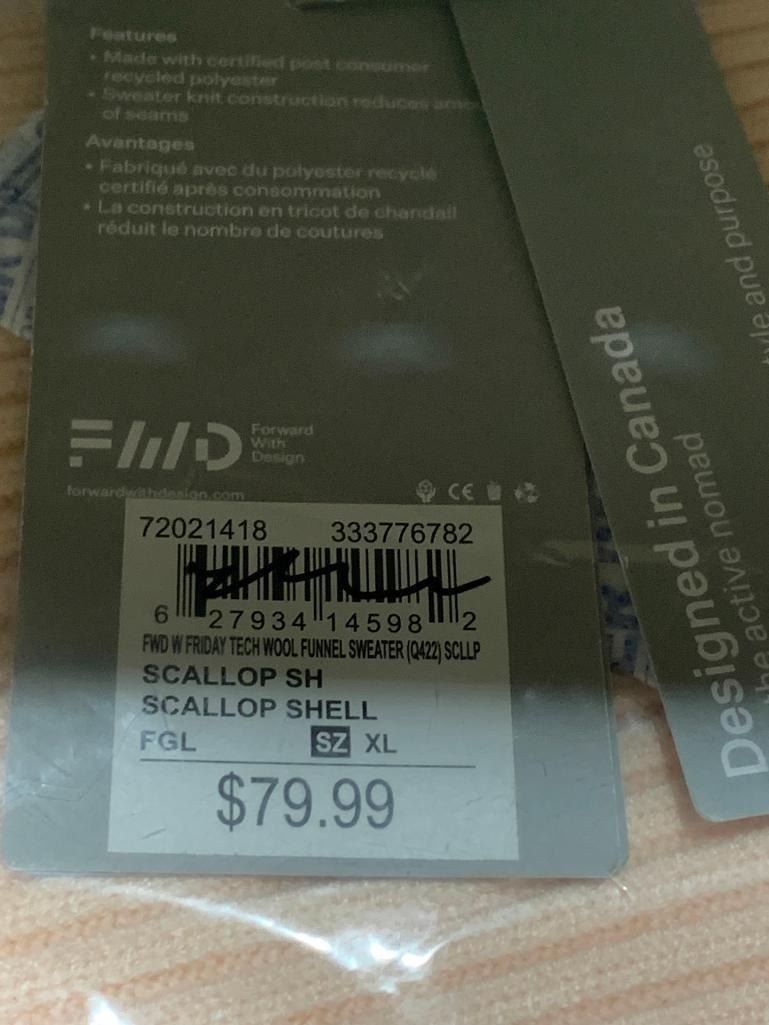 Features
• Made with certified post consumer
recycled polyester
• Sweater knit construction reduces amo
of seams
Avantages
• Fabriqué avec du polyester recyclé
certifié après consommation
• La construction en tricot de chandail
réduit le nombre de coutures
FWD
Forward
With
Design
forwardwithdesign.com
CE
72021418 333776782
6 27934 14598 2
FWD W FRIDAY TECH WOOL FUNNEL SWEATER (Q422) SCLLP
SCALLOP SH
SCALLOP SHELL
FGL SZ XL
$79.99
Designed in Canada
the active nomad
tyle and purpose